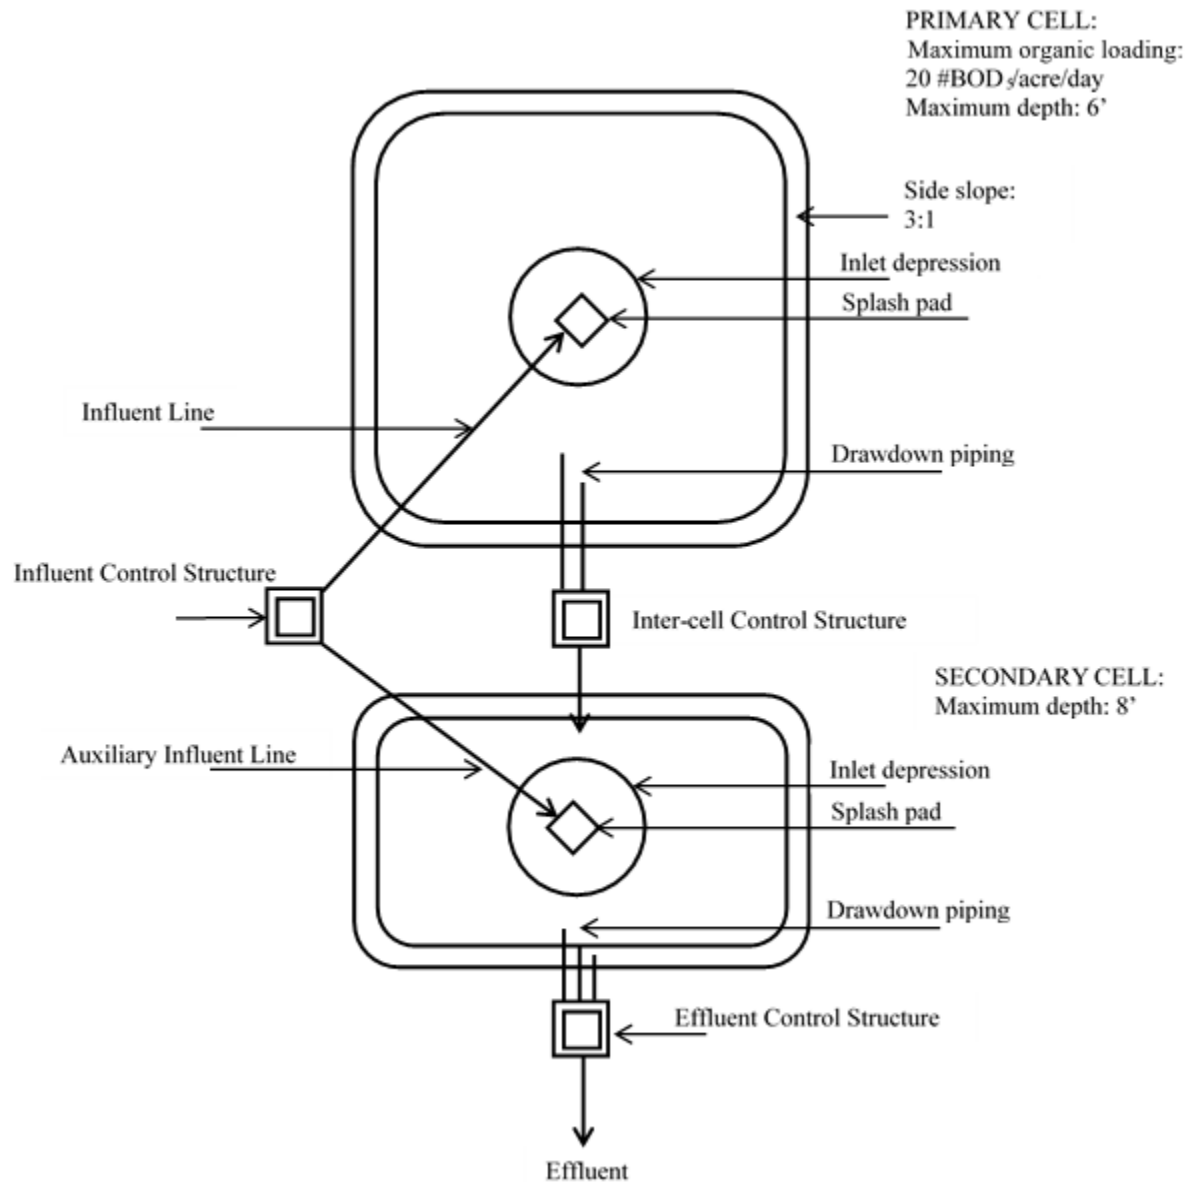 PRIMARY CELL:
Maximum organic loading:
20 #BOD₅/acre/day
Maximum depth: 6’
Side slope:
3:1
Inlet depression
Splash pad
Influent Line
Drawdown piping
Influent Control Structure
Inter-cell Control Structure
SECONDARY CELL:
Maximum depth: 8’
Auxiliary Influent Line
Inlet depression
Splash pad
Drawdown piping
Effluent Control Structure
Effluent